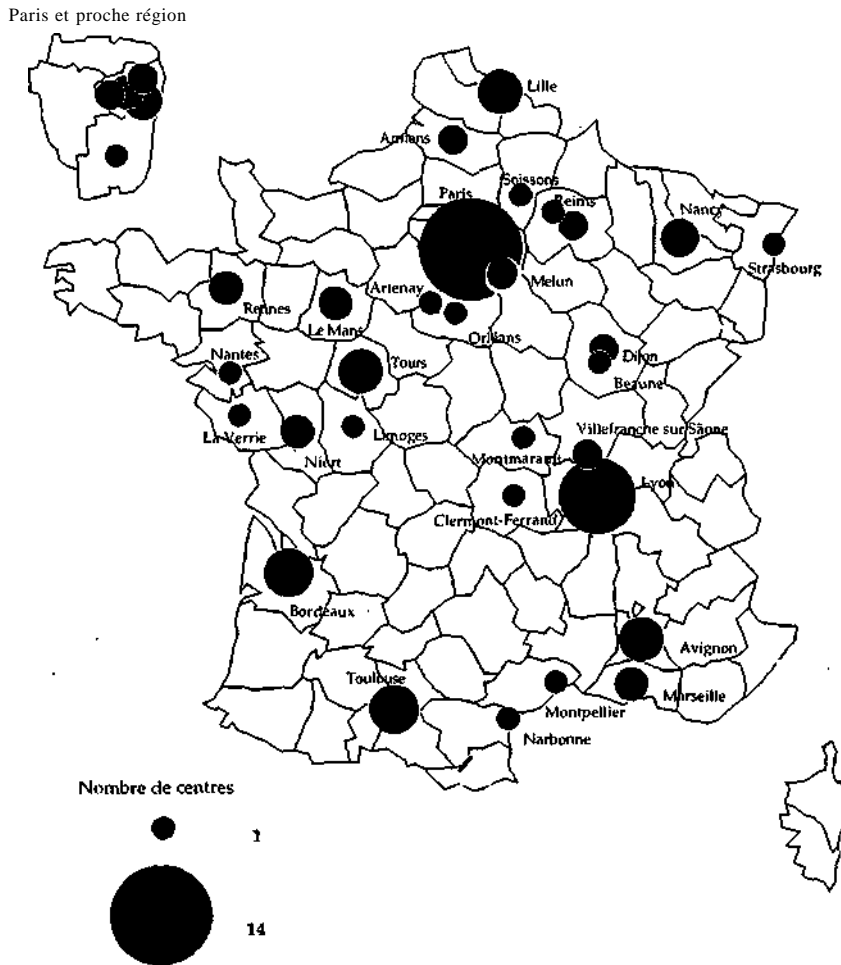 Paris et proche région
Lille
Amiens
Soissons
Paris
Reims
Nancy
Strasbourg
Melun
Artenay
Rennes
Le Mans
Orléans
Nantes
Tours
Dijon
Beaune
La Verrie
Limoges
Villefranche sur Sâone
Niort
Montmarault
Lyon
Clermont-Ferrand
Bordeaux
Avignon
Toulouse
Montpellier
Marseille
Narbonne
Nombre de centres
1
14